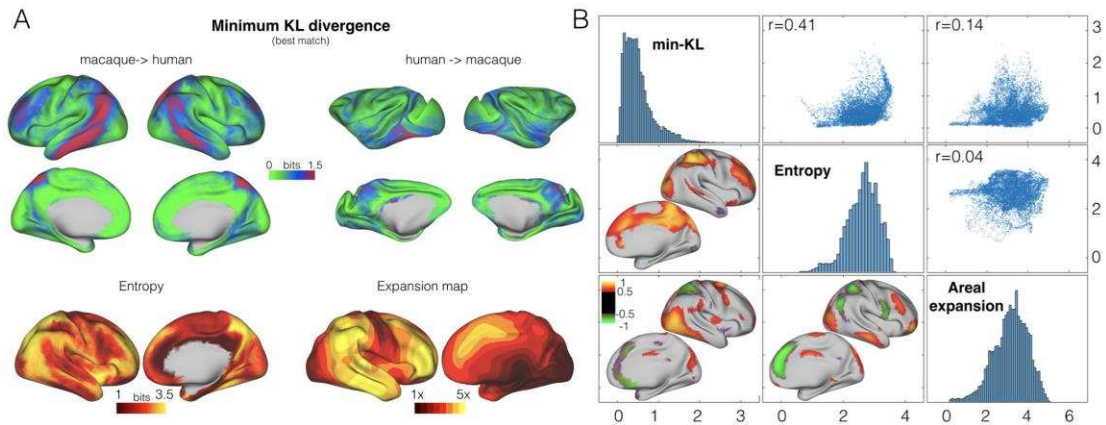 A
Minimum KL divergence
(best match)
macaque-> human
human -> macaque
0 bits 1.5
Entropy
Expansion map
1 bits 3.5
1x 5x
B
min-KL
r=0.41
r=0.14
3
2
1
0
Entropy
r=0.04
4
2
0
1
0.5
-0.5
-1
Areal
expansion
0 1 2 3
0 2 4
0 2 4 6